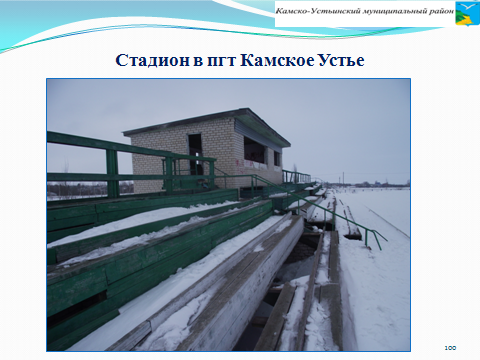 Камско-Устьинский муниципальный район
Стадион в пгт Камское Устье
100